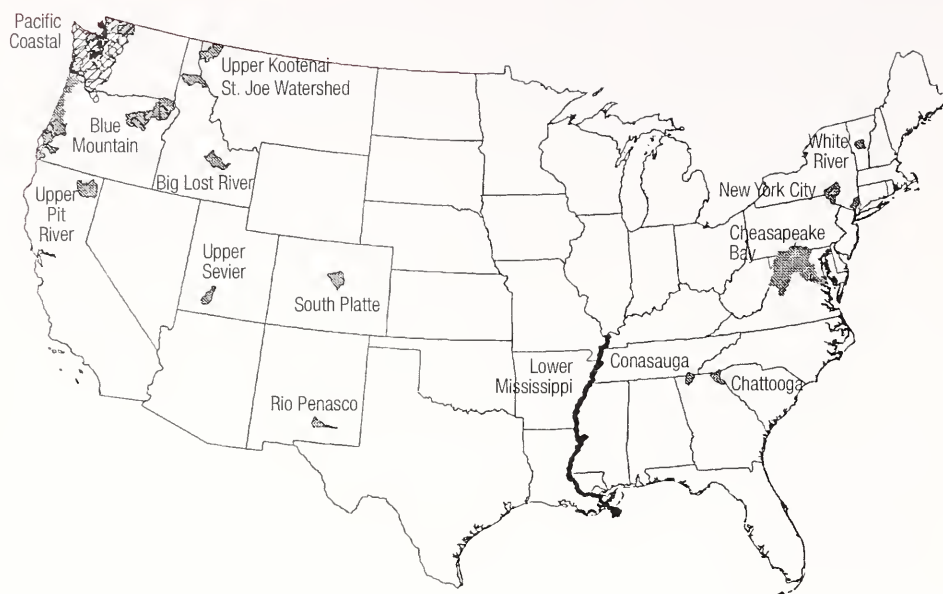 Pacific
Coastal
Upper Kootenai
St. Joe Watershed
Blue
Mountain
Big Lost River
Upper
Pit
River
Upper
Sevier
South Platte
Rio Penasco
Lower
Mississippi
Conasauga
Chattooga
White
River
New York City
Cheasapeake
Bay